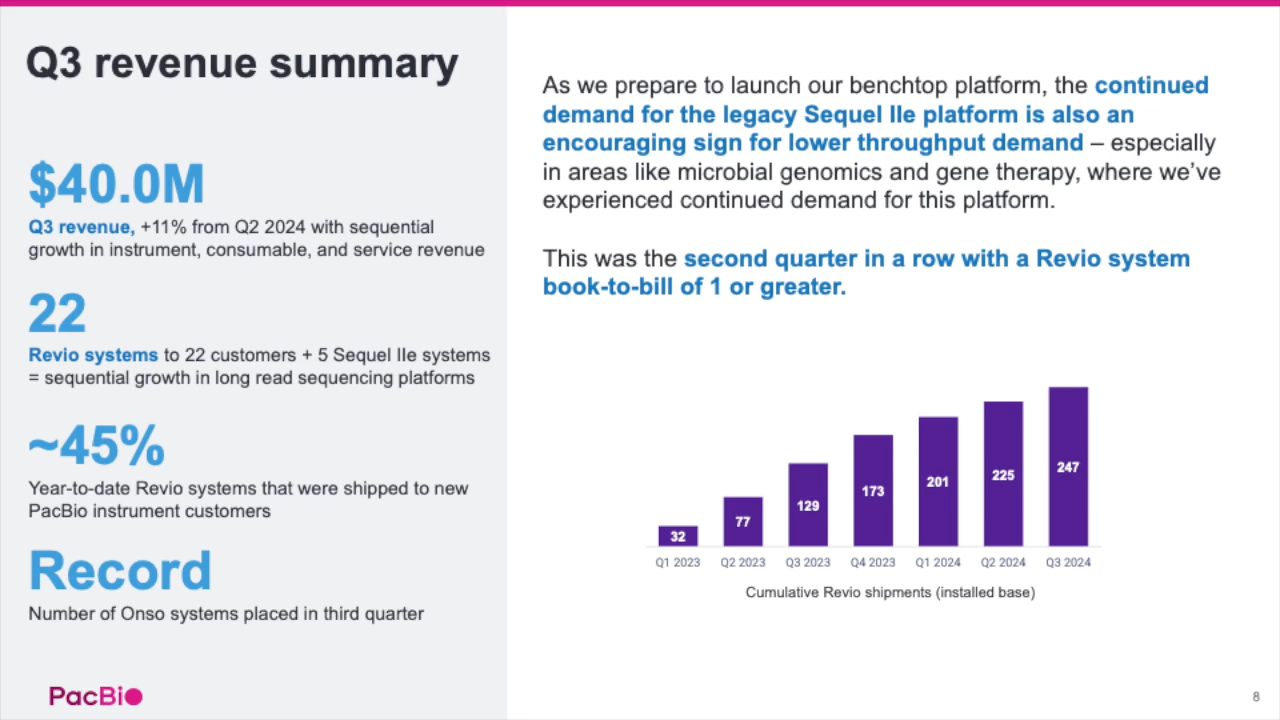 Q3 revenue summary
$40.0M
Q3 revenue, +11% from Q2 2024 with sequential
growth in instrument, consumable, and service revenue
22
Revio systems to 22 customers + 5 Sequel IIe systems
= sequential growth in long read sequencing platforms
~45%
Year-to-date Revio systems that were shipped to new
PacBio instrument customers
Record
Number of Onso systems placed in third quarter
PacBio
As we prepare to launch our benchtop platform, the continued
demand for the legacy Sequel IIe platform is also an
encouraging sign for lower throughput demand – especially
in areas like microbial genomics and gene therapy, where we’ve
experienced continued demand for this platform.
This was the second quarter in a row with a Revio system
book-to-bill of 1 or greater.
32
77
129
173
201
225
247
Q1 2023
Q2 2023
Q3 2023
Q4 2023
Q1 2024
Q2 2024
Q3 2024
Cumulative Revio shipments (installed base)
8